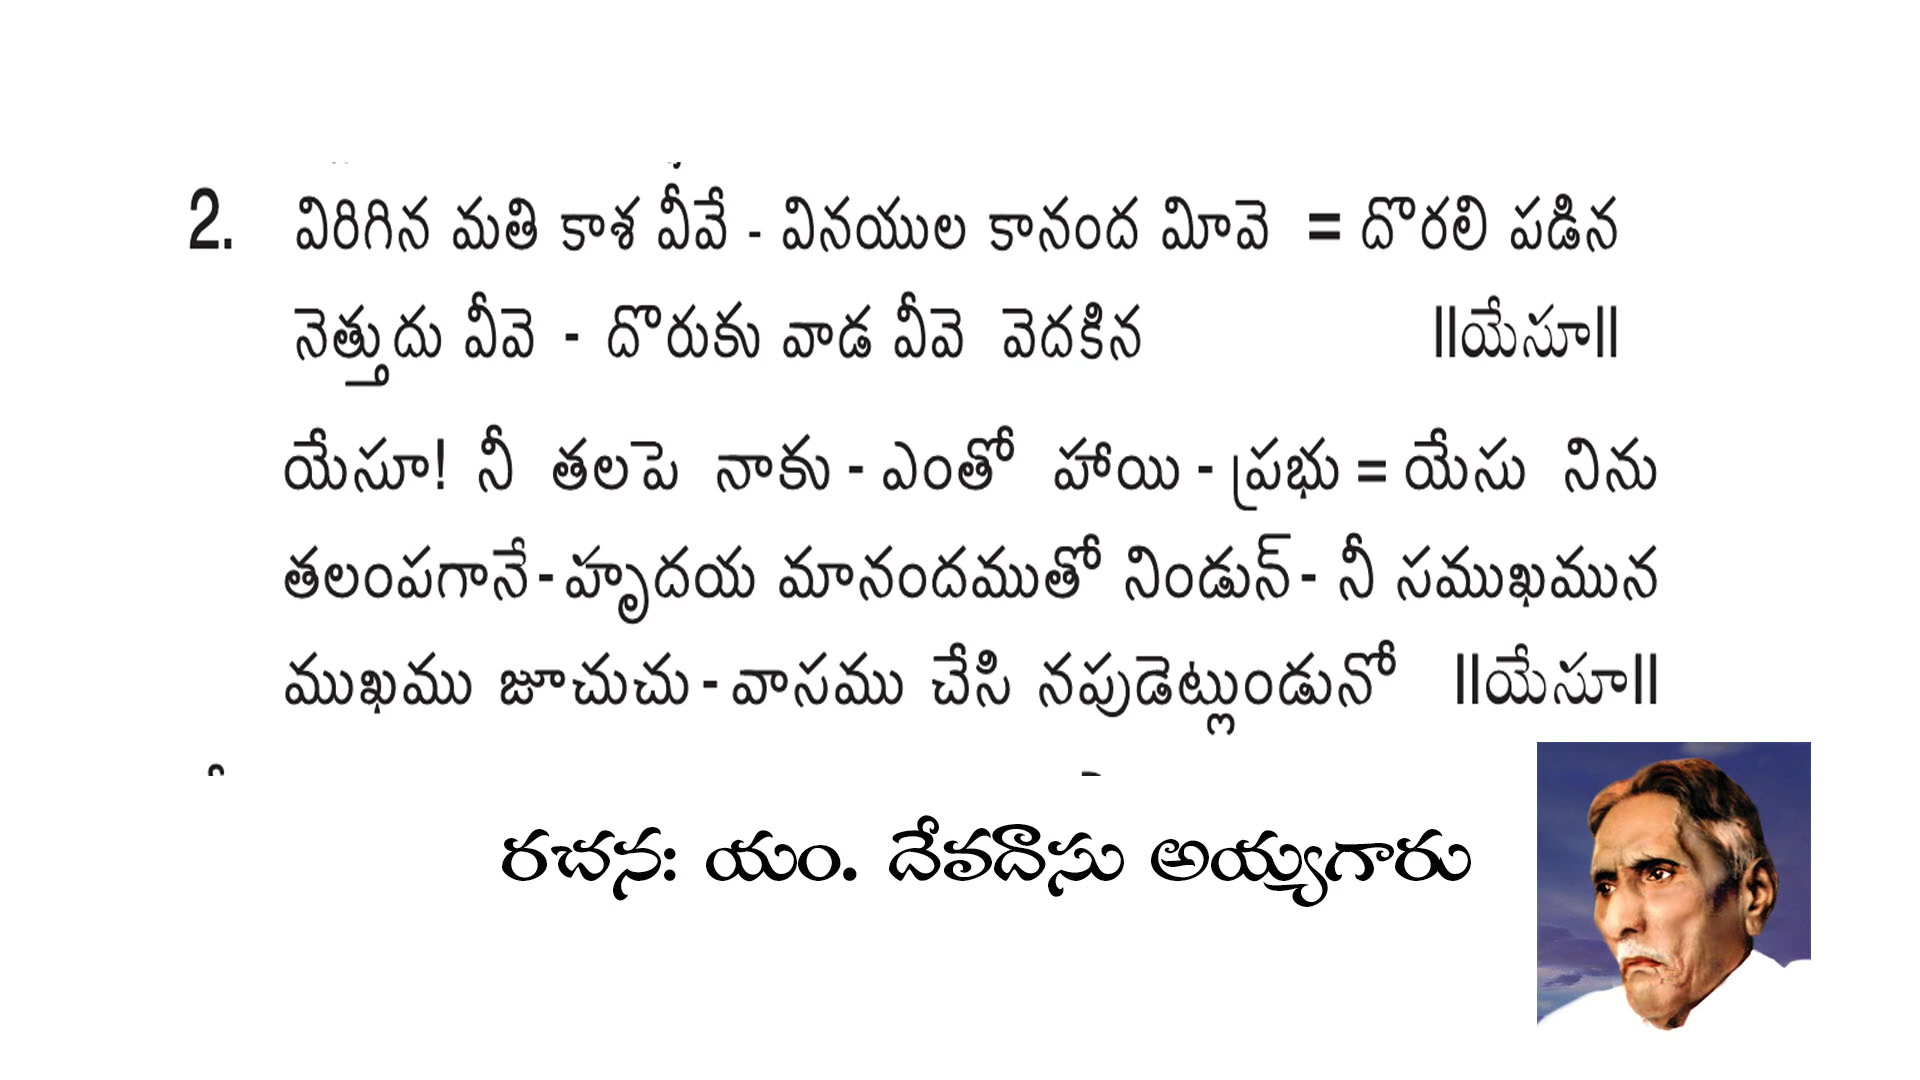 2. విరిగిన మతి కాశ వీవే - వినయుల కానంద మీవె = దొరలి పడిన
నెత్తుదు వీవె - దొరుకు వాడ వీవె వెదకిన ॥యేసూ॥
యేసూ! నీ తలపె నాకు - ఎంతో హాయి - ప్రభు = యేసు నిను
తలంపగానే - హృదయ మానందముతో నిండున్ - నీ సముఖమున
ముఖము జూచుచు - వాసము చేసి నపుడెట్లుండునో ॥యేసూ॥
రచన: యం. దేవదాసు అయ్యగారు